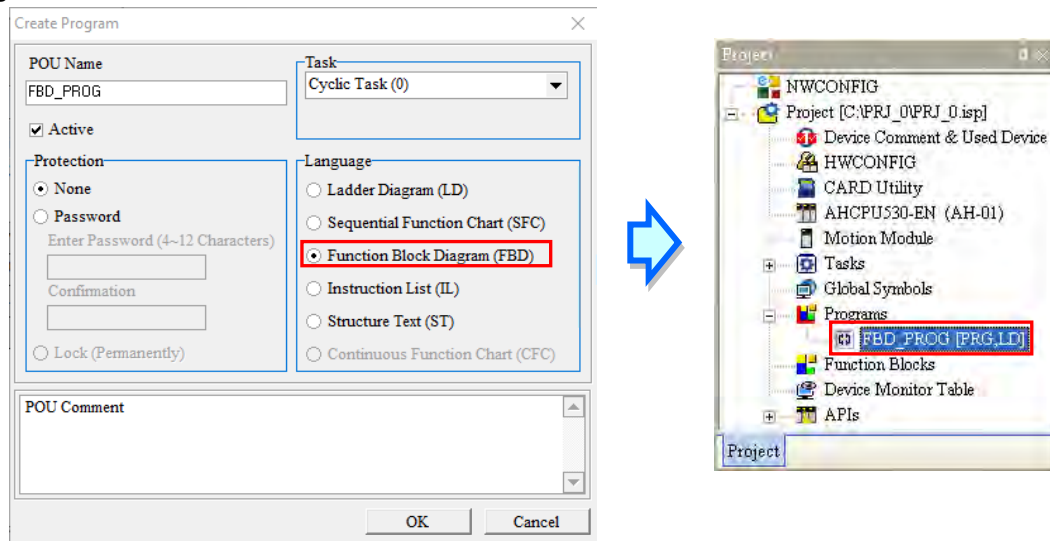 Create Program
POU Name
FBD_PROG
Active
Task
Cyclic Task (0)
Protection
None
Password
Enter Password (4~12 Characters)
Confirmation
Lock (Permanently)
Language
Ladder Diagram (LD)
Sequential Function Chart (SFC)
Function Block Diagram (FBD)
Instruction List (IL)
Structure Text (ST)
Continuous Function Chart (CFC)
POU Comment
OK
Cancel
Project
NWCONFIG
Project [C:\PRJ_0\PRJ_0.isp]
Device Comment & Used Device
HWCONFIG
CARD Utility
AHCPU530-EN (AH-01)
Motion Module
Tasks
Global Symbols
Programs
FBD_PROG [PRG,LD]
Function Blocks
Device Monitor Table
APIs
Project